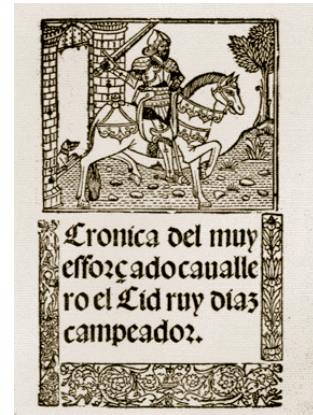 Cronica del muy
efforçado caualle
ro el Cid ruy diaz
campeador.